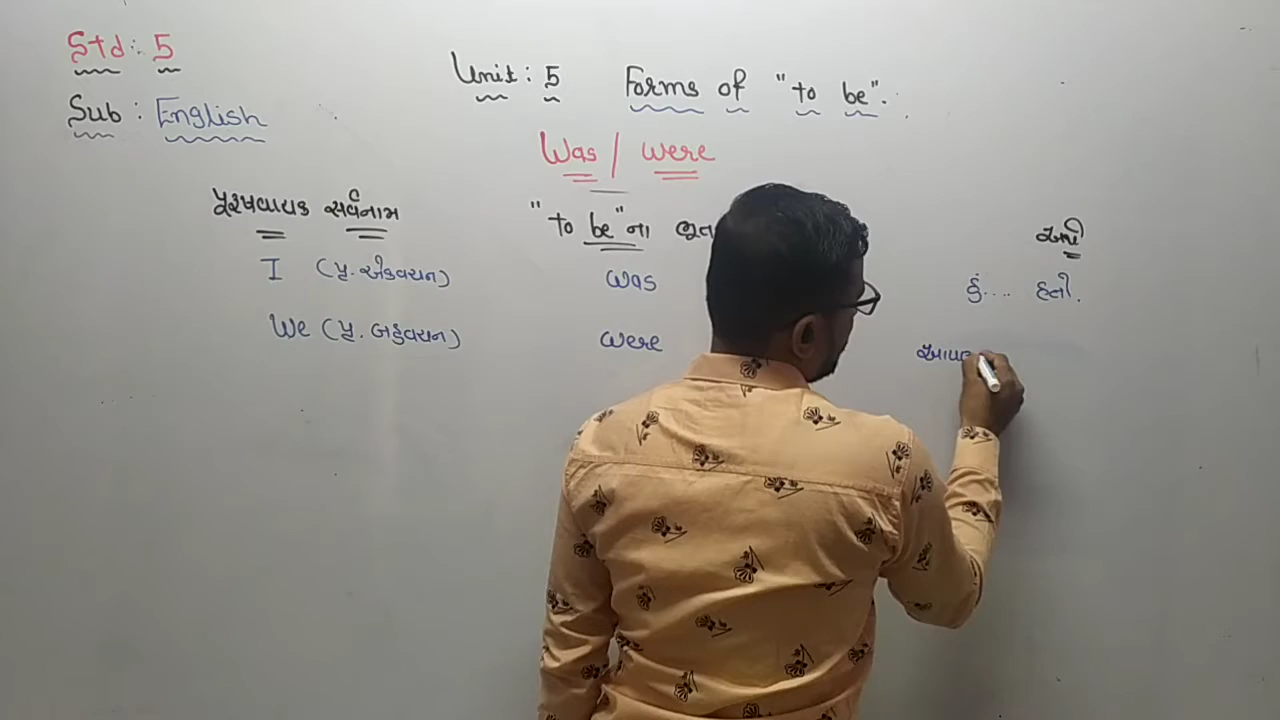 Std : 5
Sub : English
Unit : 5 Forms of "to be".
Was / were
પુરુષવાચક સર્વનામ "to be"ના ભૂત અર્થ
I (પુ. એકવચન) was હું.... હતો.
We (પુ. બહુવચન) were આપણ